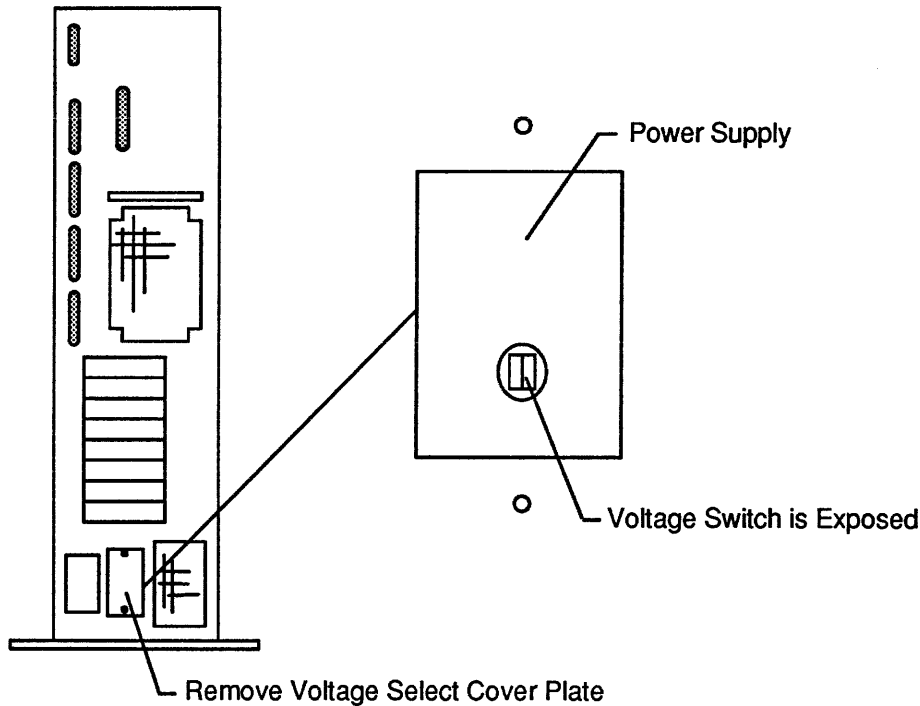 Power Supply
Voltage Switch is Exposed
Remove Voltage Select Cover Plate